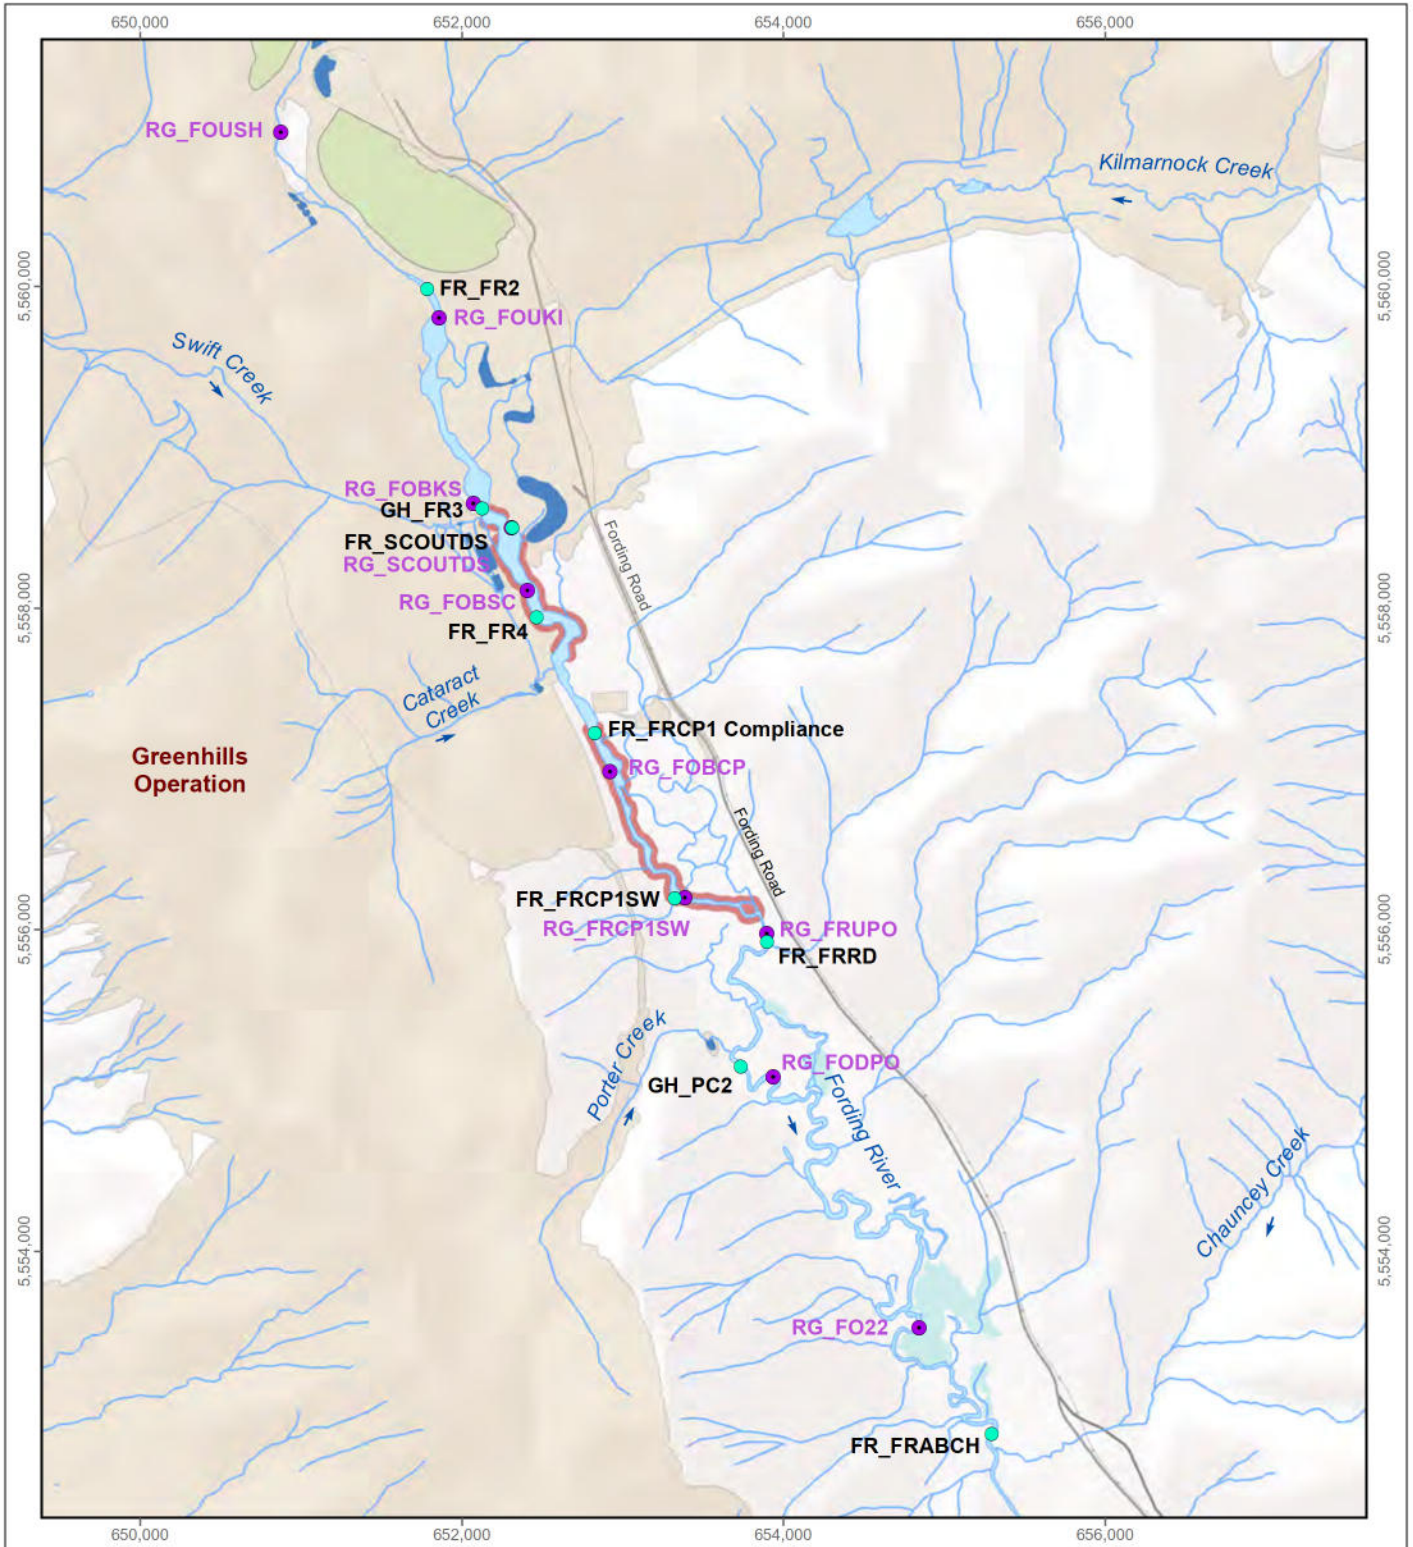 650,000
652,000
654,000
656,000
RG_FOUSH
Kilmarnock Creek
5,560,000
5,560,000
FR_FR2
RG_FOUKI
Swift Creek
RG_FOBKS
GH_FR3
FR_SCOUTDS
RG_SCOUTDS
Fording Road
RG_FOBSC
5,558,000
5,558,000
FR_FR4
Cataract
Creek
FR_FRCP1 Compliance
Greenhills
Operation
RG_FOBCP
Fording Road
FR_FRCP1SW
RG_FRCP1SW
RG_FRUPO
5,556,000
5,556,000
FR_FRRD
Porter Creek
RG_FODPO
GH_PC2
Fording River
Chauncey Creek
5,554,000
5,554,000
RG_FO22
FR_FRABCH
650,000
652,000
654,000
656,000